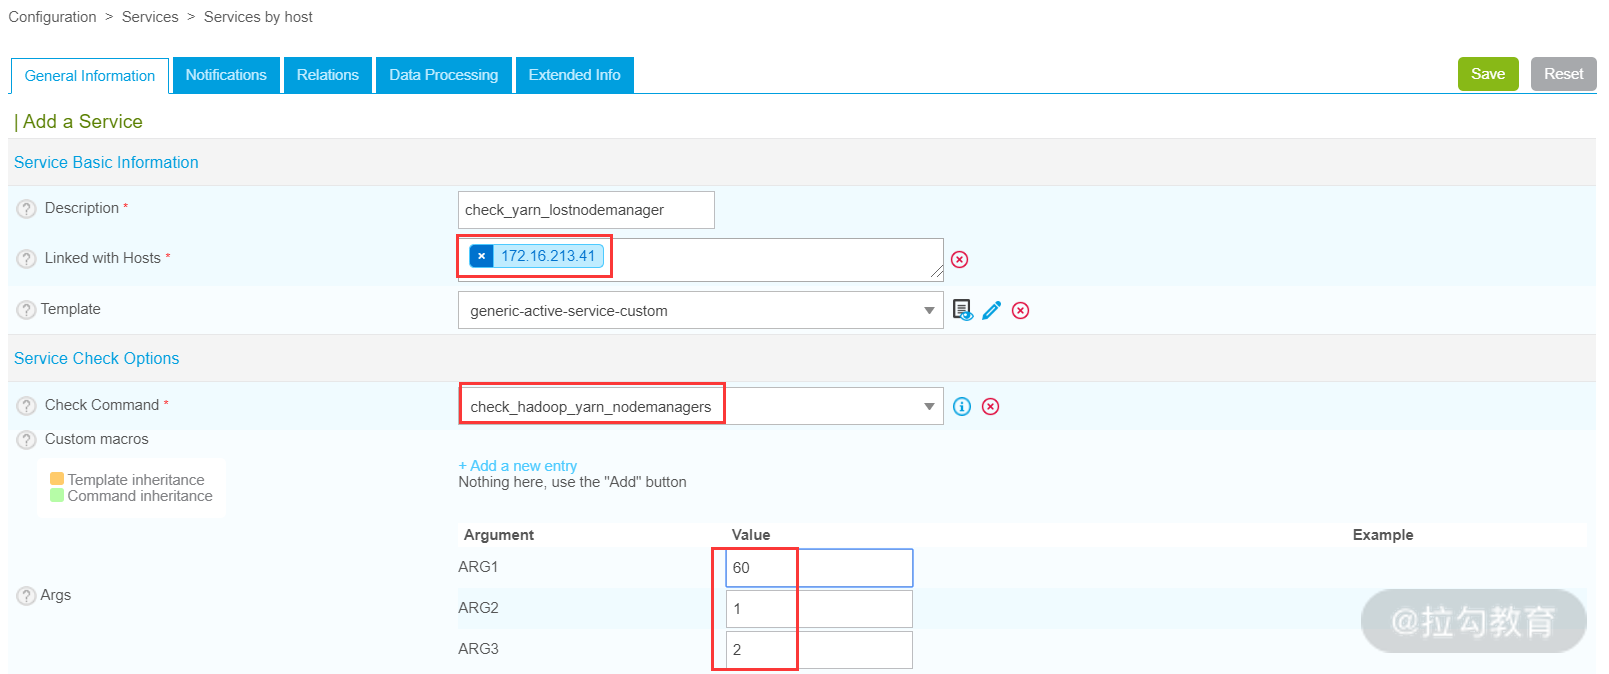 Configuration > Services > Services by host
General Information Notifications Relations Data Processing Extended Info Save Reset
| Add a Service
Service Basic Information
? Description * check_yarn_lostnodemanager
? Linked with Hosts * × 172.16.213.41
? Template generic-active-service-custom
Service Check Options
? Check Command * check_hadoop_yarn_nodemanagers
? Custom macros
+ Add a new entry
Template inheritance
Nothing here, use the "Add" button
Command inheritance
Argument Value Example
ARG1 60
? Args
ARG2 1
ARG3 2
@拉勾教育